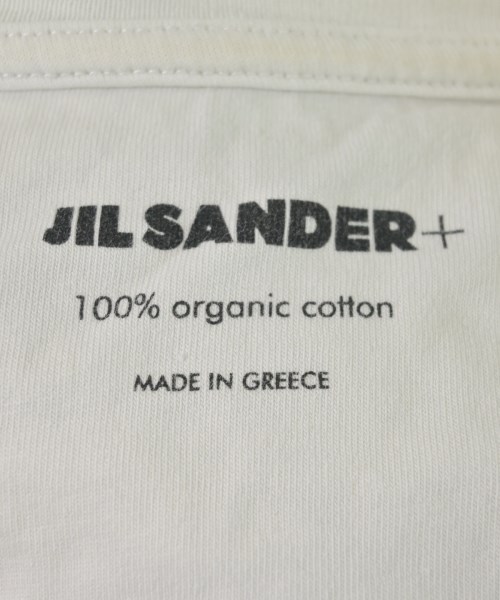 JIL SANDER+
100% organic cotton
MADE IN GREECE